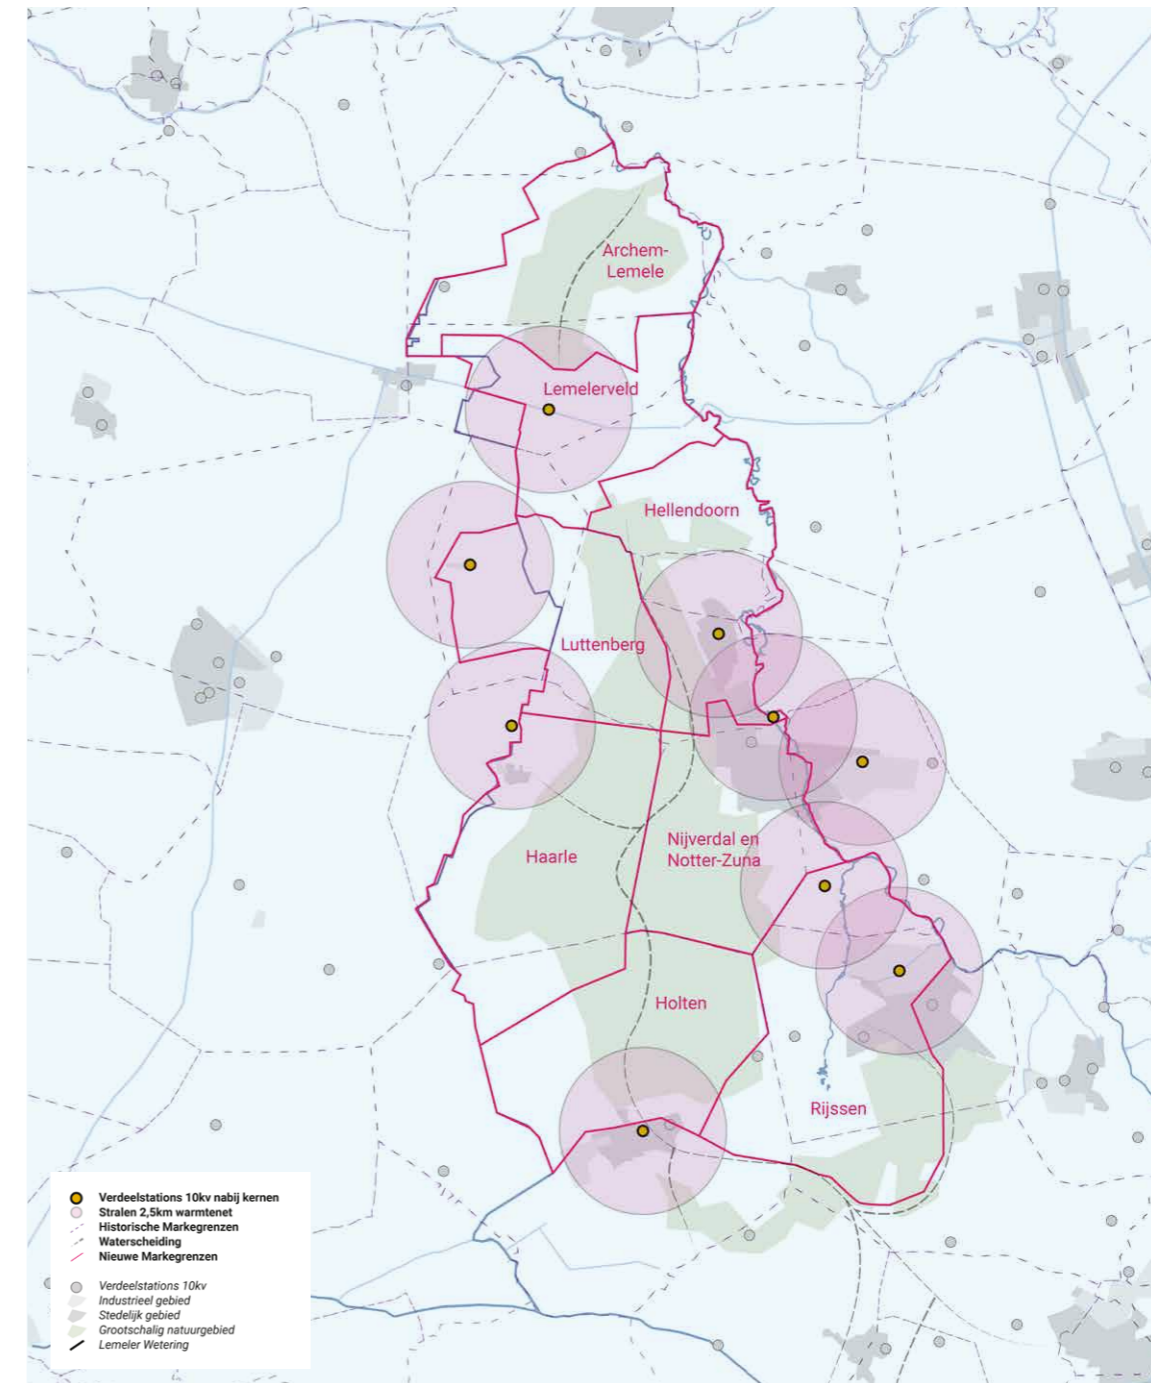 Archem-
Lemele
Lemelerveld
Hellendoorn
Luttenberg
Nijverdal en
Notter-Zuna
Haarle
Holten
Rijssen
Verdeelstations 10kv nabij kernen
Stralen 2,5km warmtenet
Historische Markegrenzen
Waterscheiding
Nieuwe Markegrenzen
Verdeelstations 10kv
Industrieel gebied
Stedelijk gebied
Grootschalig natuurgebied
Lemeler Wetering